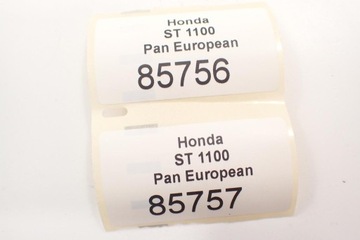 Honda
ST 1100
Pan European
85756
Honda
ST 1100
Pan European
85757